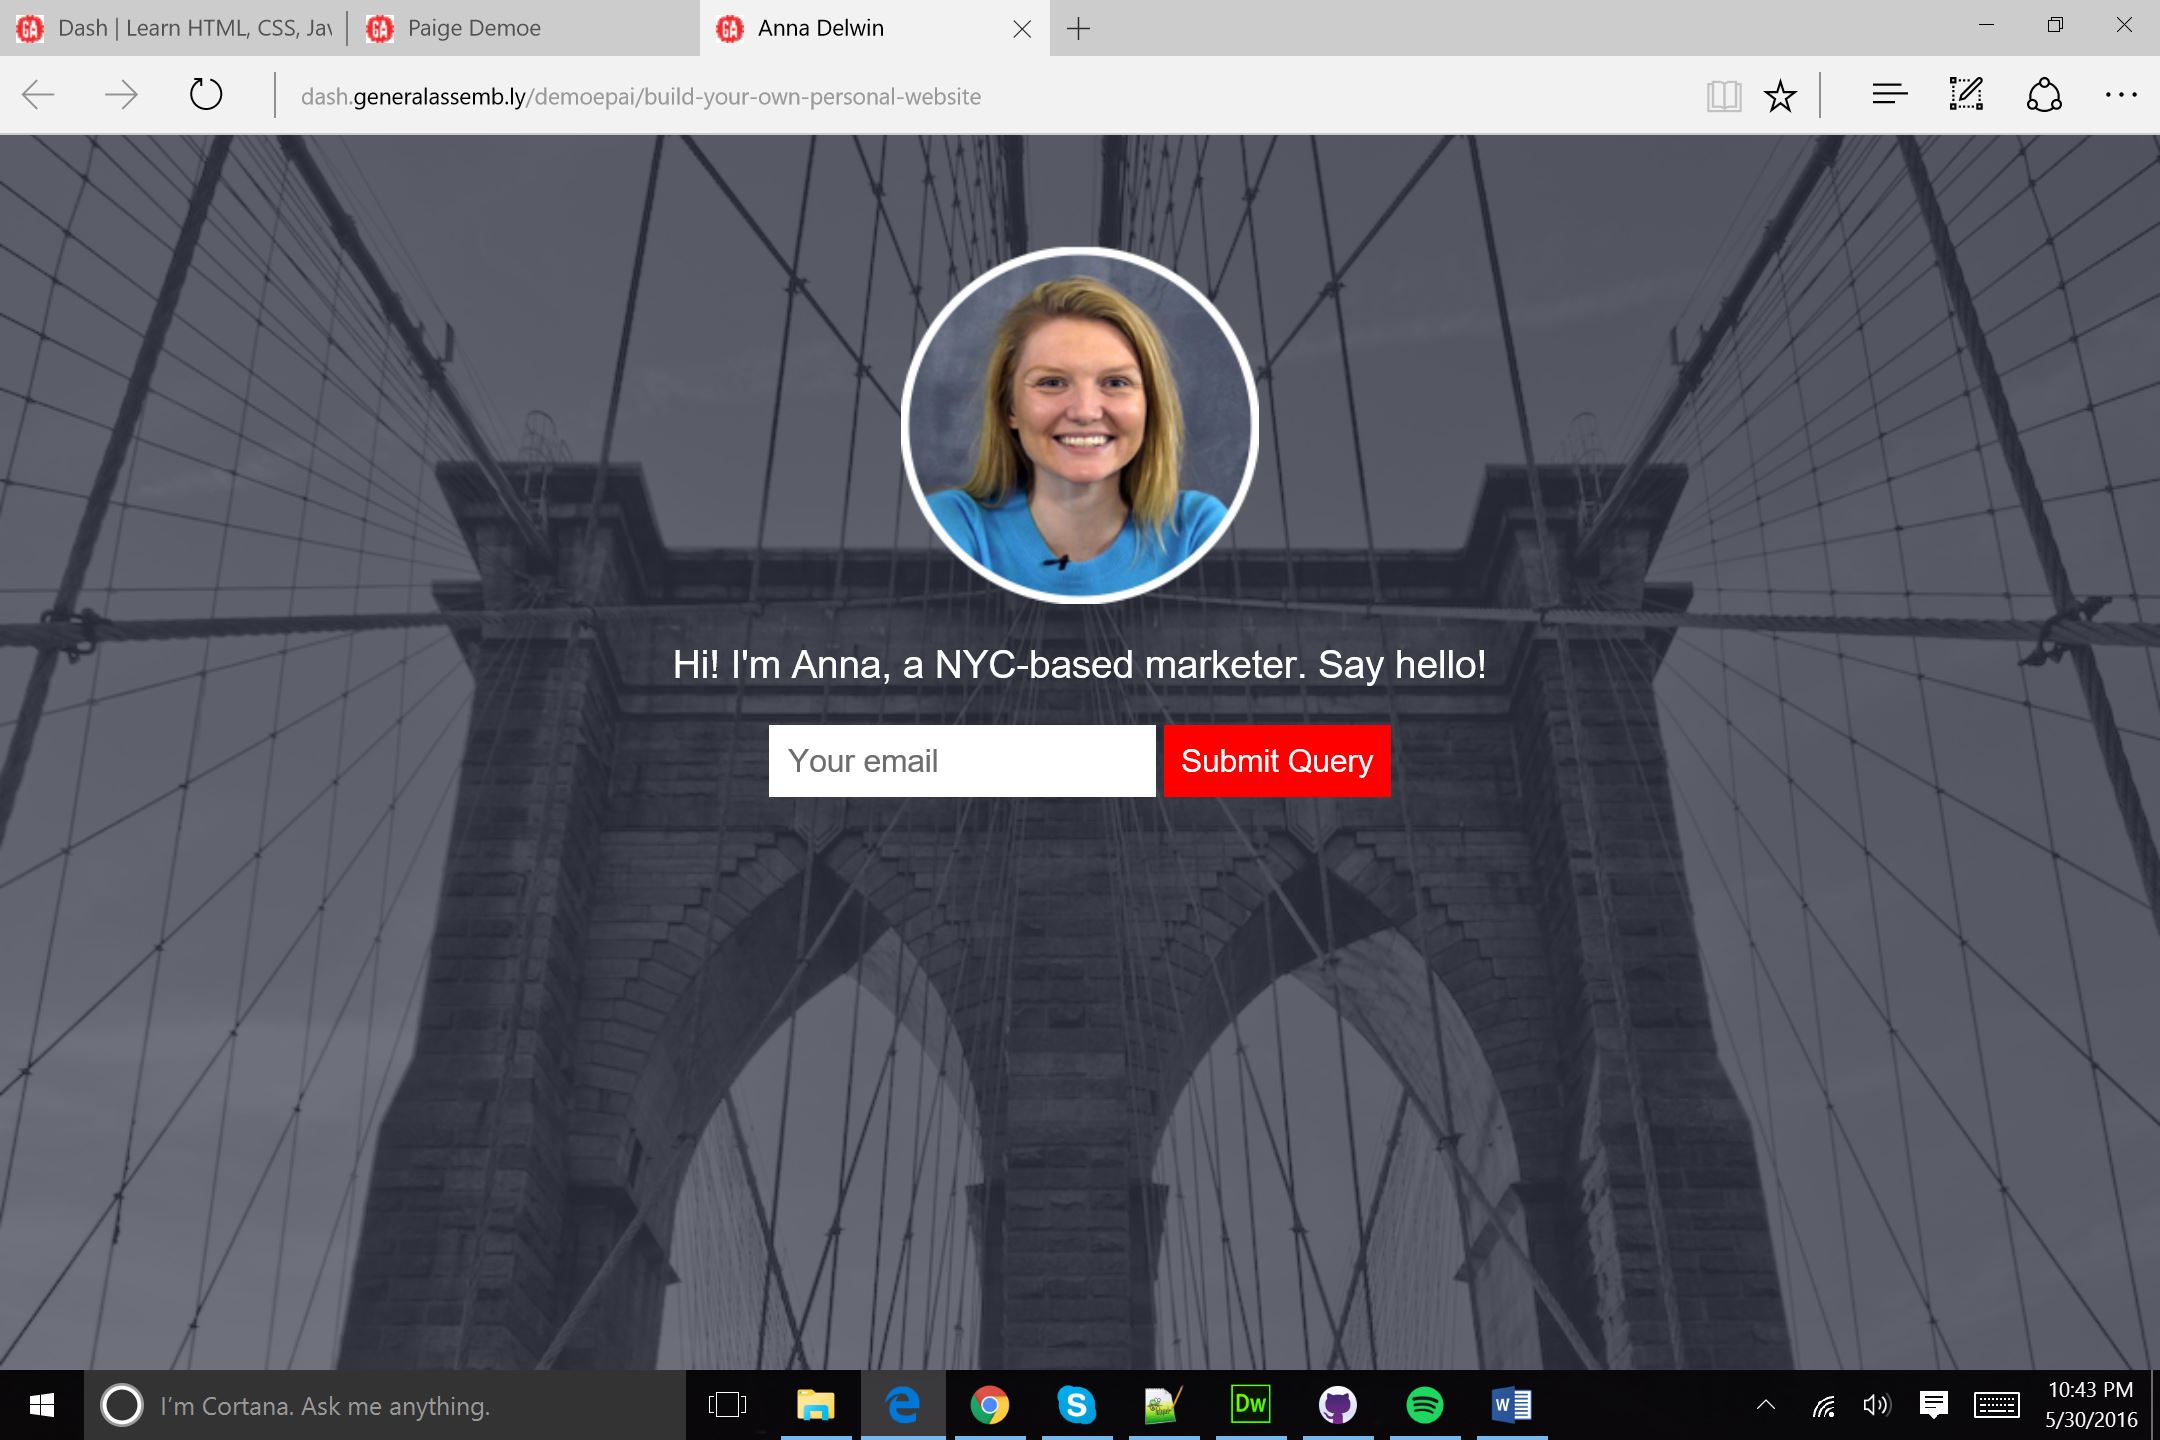 Dash | Learn HTML, CSS, Jav
Paige Demoe
Anna Delwin
dash.generalassemb.ly/demoepai/build-your-own-personal-website
Hi! I'm Anna, a NYC-based marketer. Say hello!
Your email
Submit Query
I'm Cortana. Ask me anything.
Dw
10:43 PM
5/30/2016